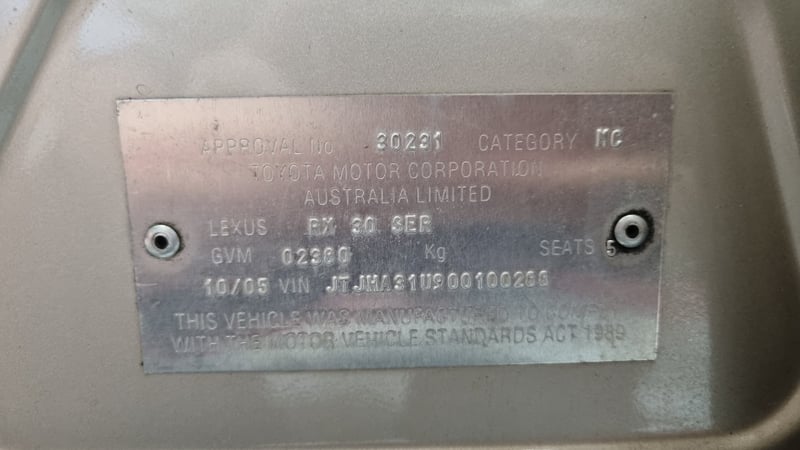 APPROVAL No 30231 CATEGORY MC
TOYOTA MOTOR CORPORATION
AUSTRALIA LIMITED
LEXUS RX 30 SER
GVM 02380 Kg SEATS 5
10/05 VIN JTJHA31U900100266
THIS VEHICLE WAS MANUFACTURED TO COMPLY
WITH THE MOTOR VEHICLE STANDARDS ACT 1989